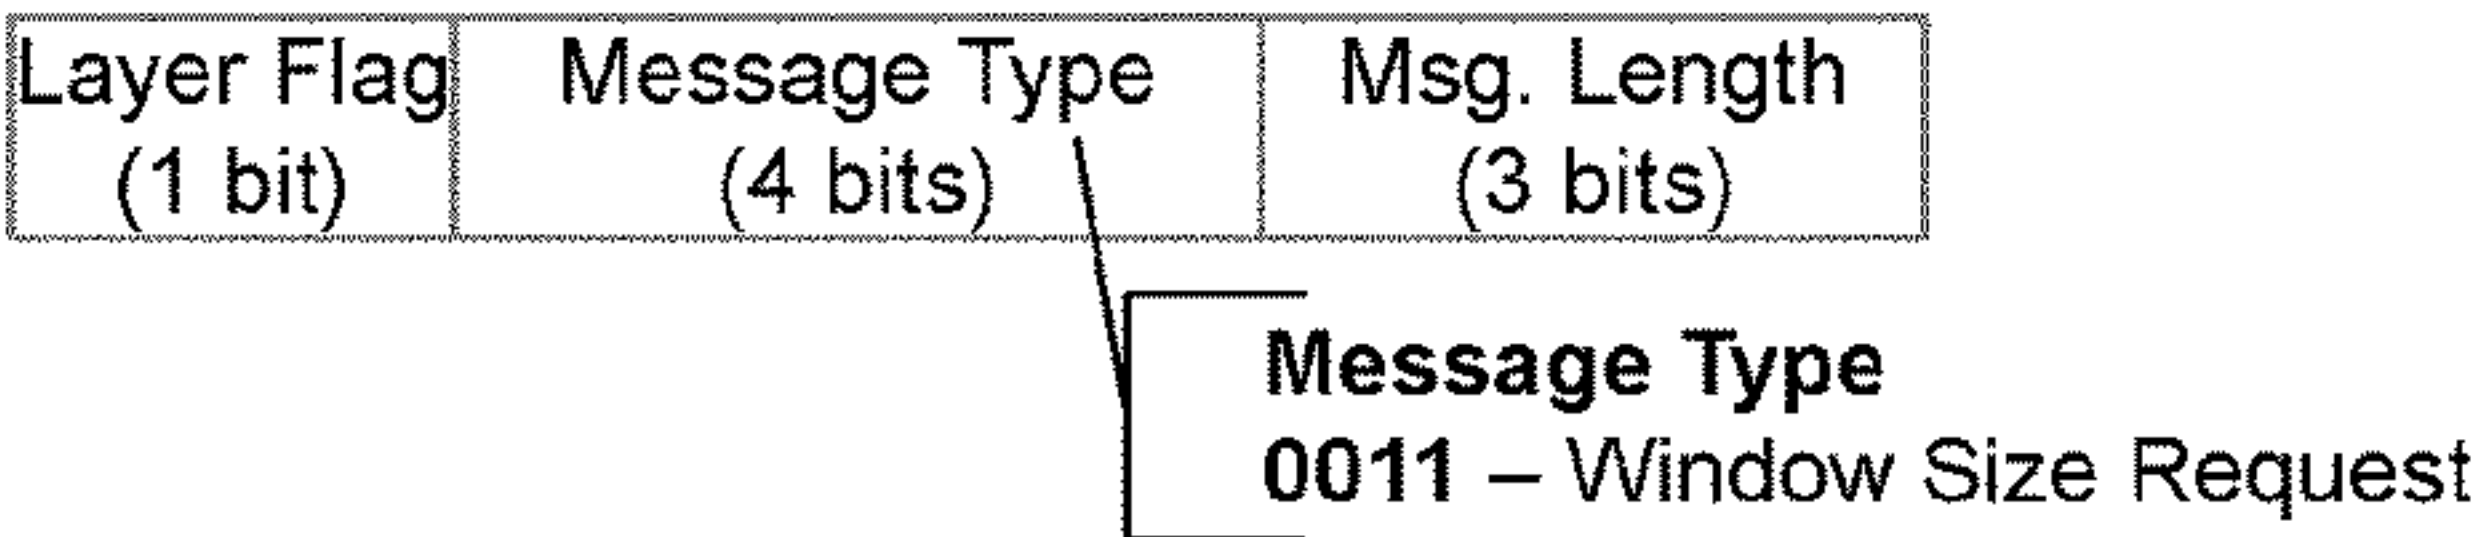 Layer Flag Message Type Msg. Length
(1 bit) (4 bits) (3 bits)
Message Type
0011 – Window Size Request